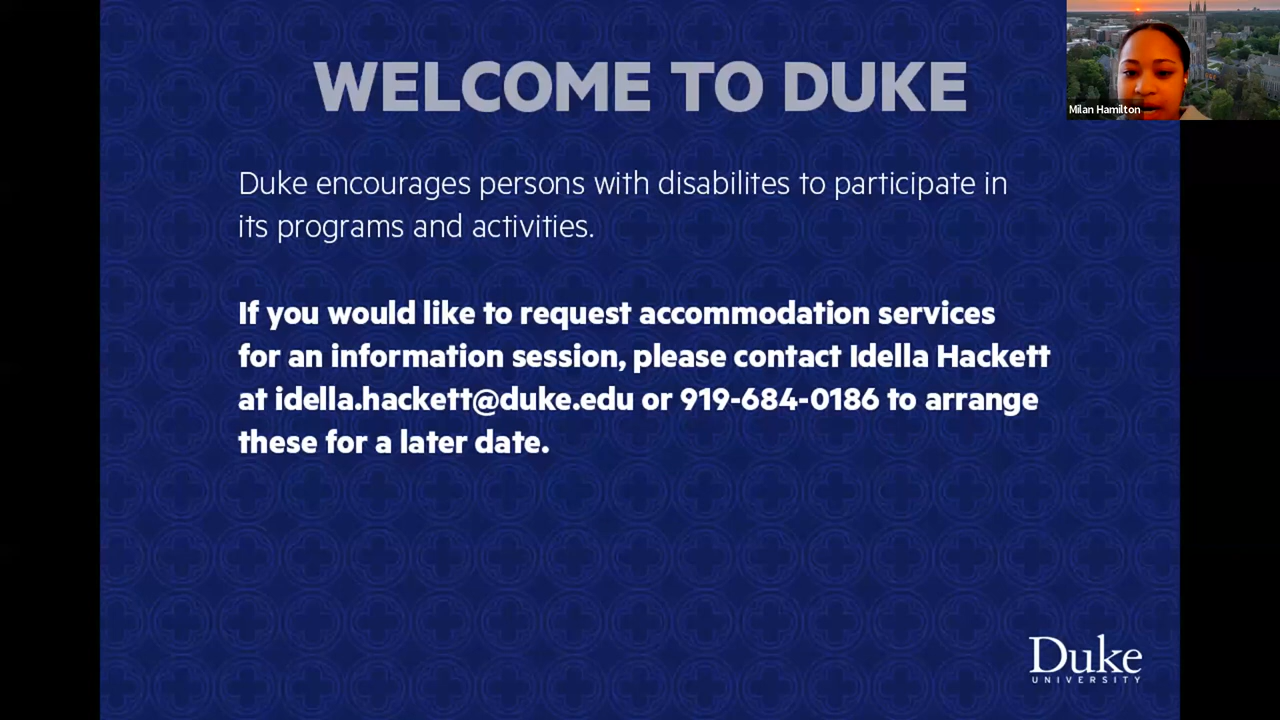 WELCOME TO DUKE
Milan Hamilton
Duke encourages persons with disabilites to participate in
its programs and activities.
If you would like to request accommodation services
for an information session, please contact Idella Hackett
at idella.hackett@duke.edu or 919-684-0186 to arrange
these for a later date.
Duke
UNIVERSITY